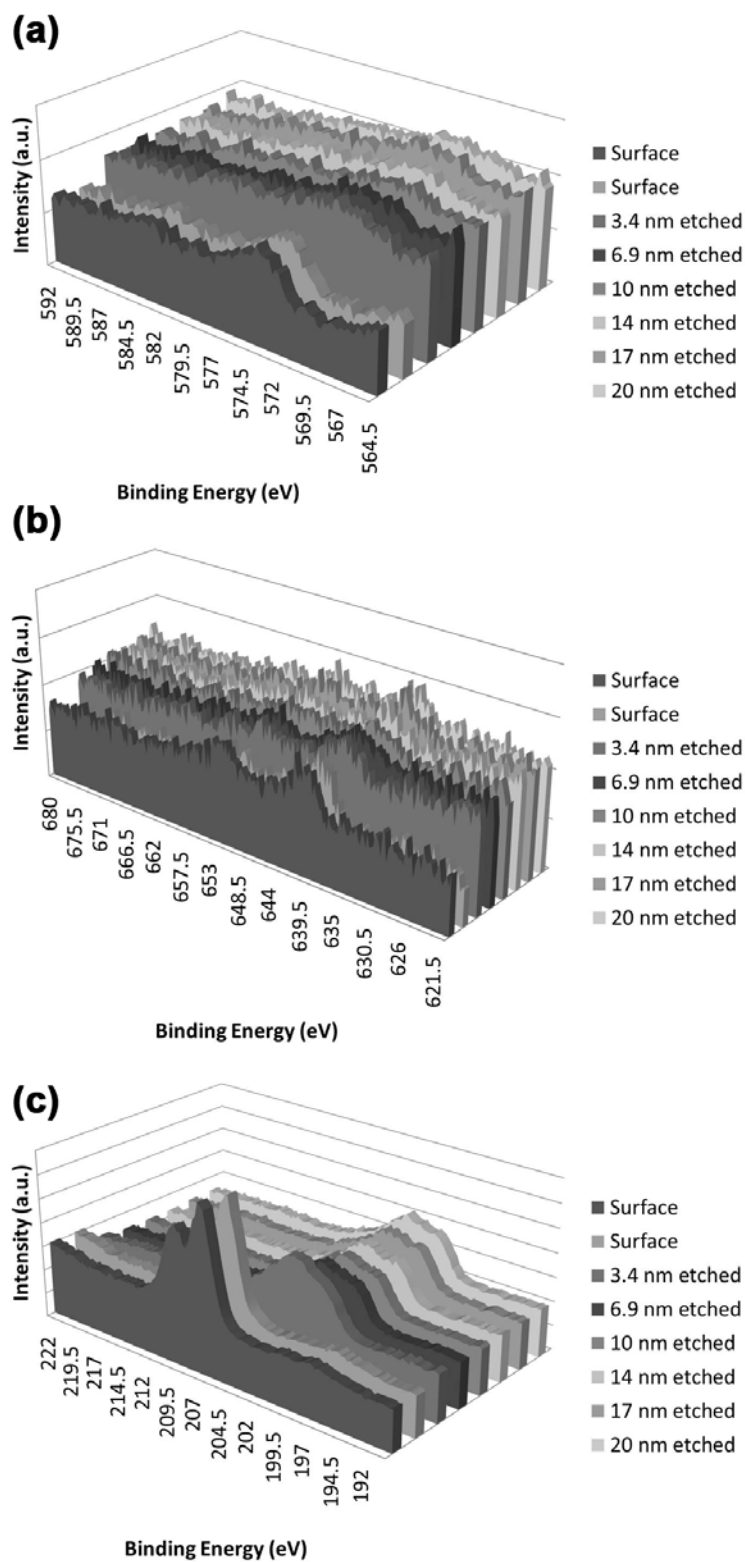 (a)
Intensity (a.u.)
592
589.5
587
584.5
582
579.5
577
574.5
572
569.5
567
564.5
Binding Energy (eV)
Surface
Surface
3.4 nm etched
6.9 nm etched
10 nm etched
14 nm etched
17 nm etched
20 nm etched
(b)
Intensity (a.u.)
680
675.5
671
666.5
662
657.5
653
648.5
644
639.5
635
630.5
626
621.5
Binding Energy (eV)
Surface
Surface
3.4 nm etched
6.9 nm etched
10 nm etched
14 nm etched
17 nm etched
20 nm etched
(c)
Intensity (a.u.)
222
219.5
217
214.5
212
209.5
207
204.5
202
199.5
197
194.5
192
Binding Energy (eV)
Surface
Surface
3.4 nm etched
6.9 nm etched
10 nm etched
14 nm etched
17 nm etched
20 nm etched